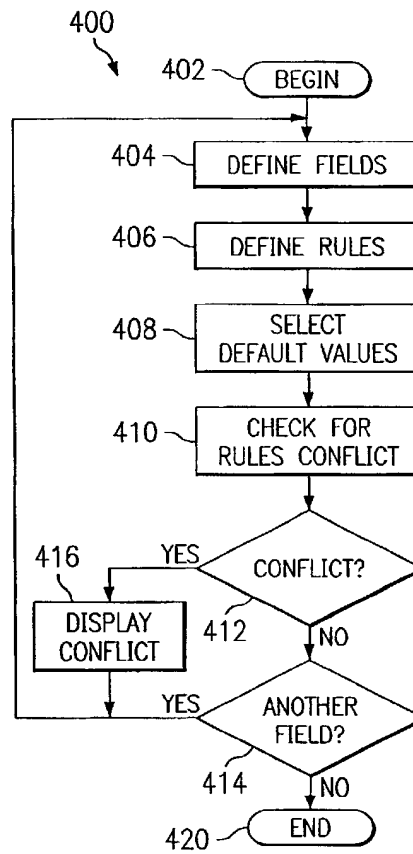 400
402
BEGIN
404
DEFINE FIELDS
406
DEFINE RULES
408
SELECT
DEFAULT VALUES
410
CHECK FOR
RULES CONFLICT
YES
CONFLICT?
412
416
DISPLAY
CONFLICT
NO
YES
ANOTHER
FIELD?
414
NO
420
END